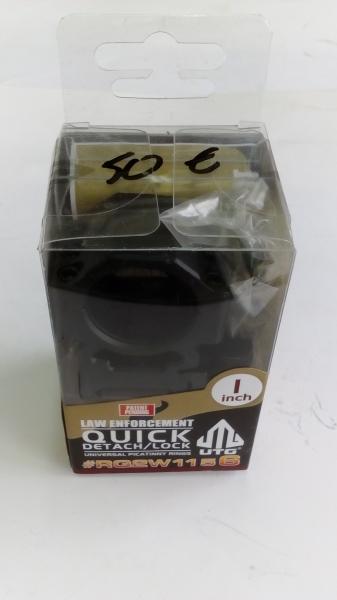 50 €
1
inch
PATENT
PENDING
LAW ENFORCEMENT
QUICK
DETACH/LOCK
UNIVERSAL PICATINNY RINGS
UTG®
#RG2W1156